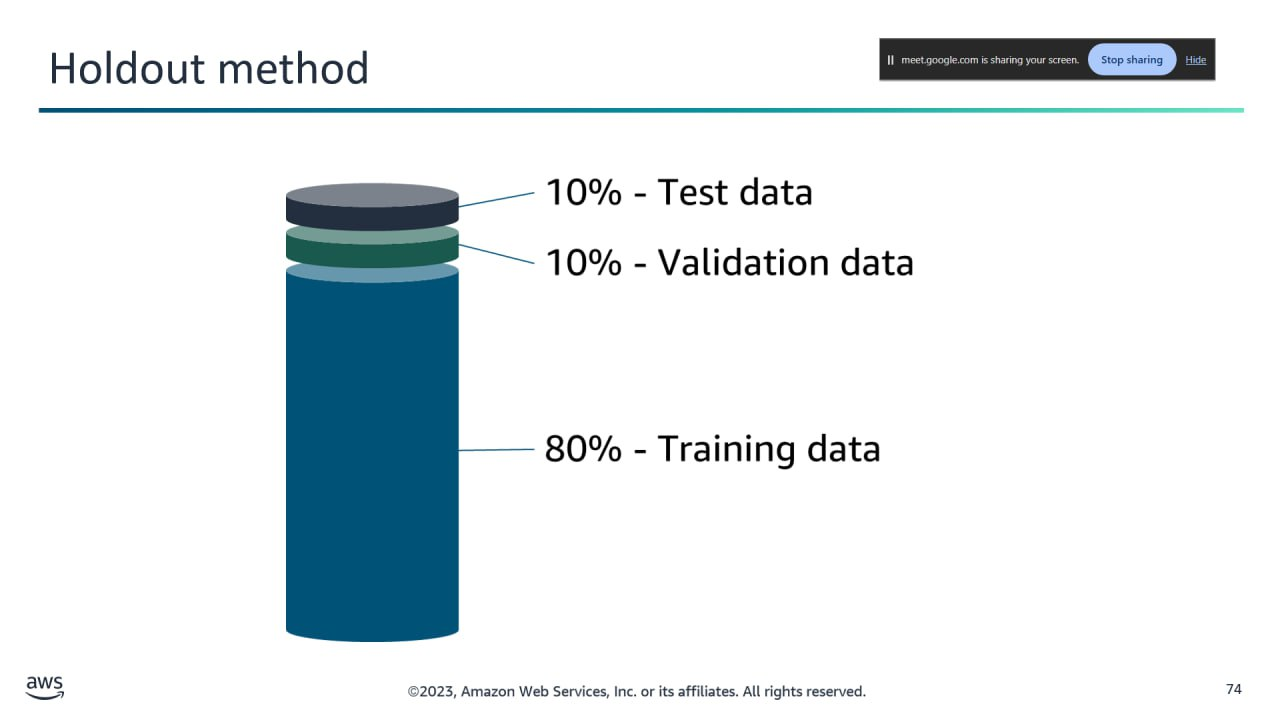 Holdout method
meet.google.com is sharing your screen. Stop sharing Hide
10% - Test data
10% - Validation data
80% - Training data
aws
©2023, Amazon Web Services, Inc. or its affiliates. All rights reserved.
74